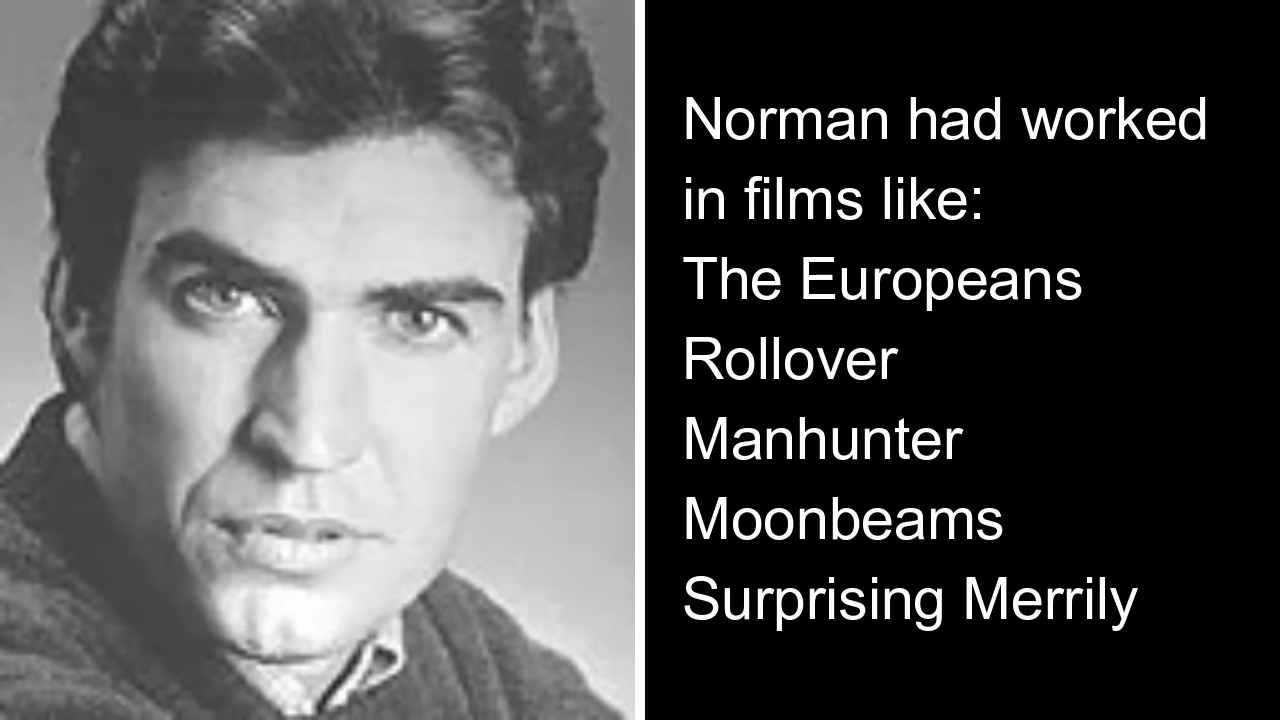 Norman had worked
in films like:
The Europeans
Rollover
Manhunter
Moonbeams
Surprising Merrily